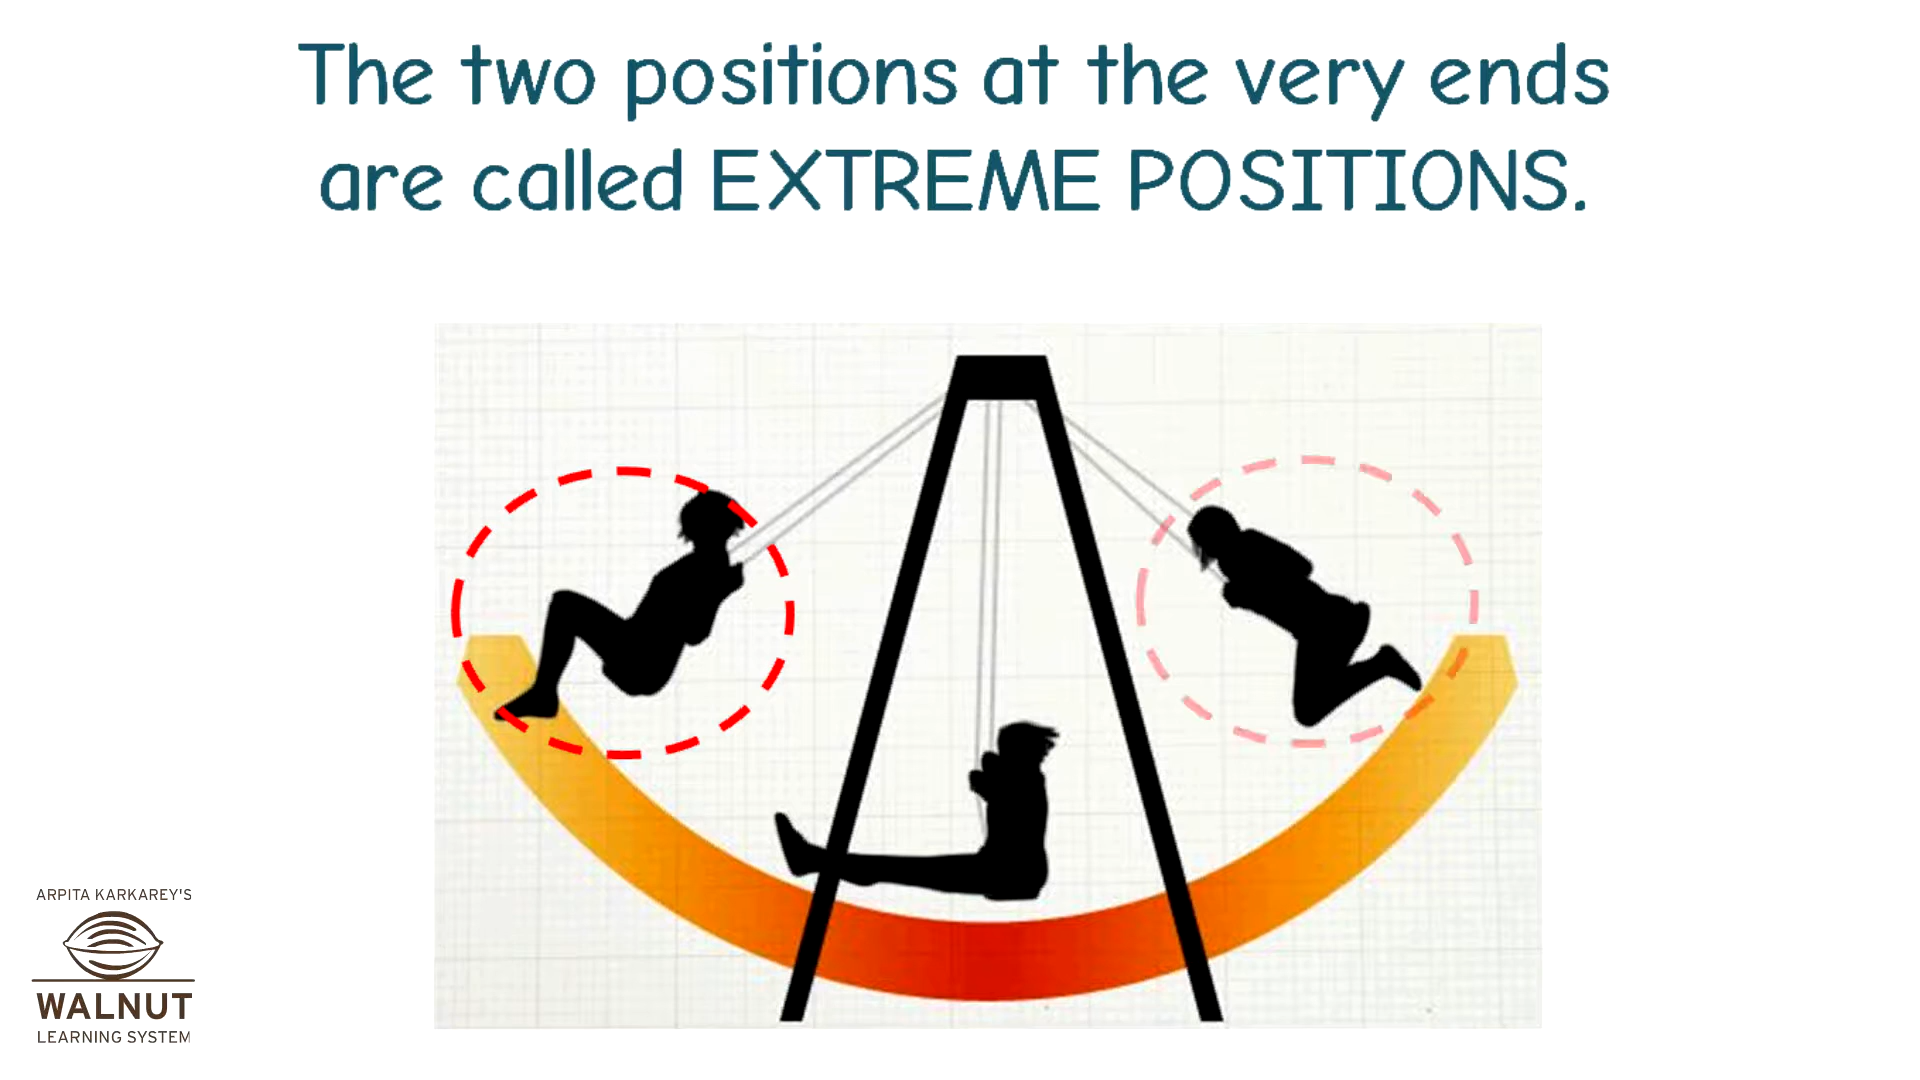 The two positions at the very ends
are called EXTREME POSITIONS.
ARPITA KARKAREY'S
WALNUT
LEARNING SYSTEM